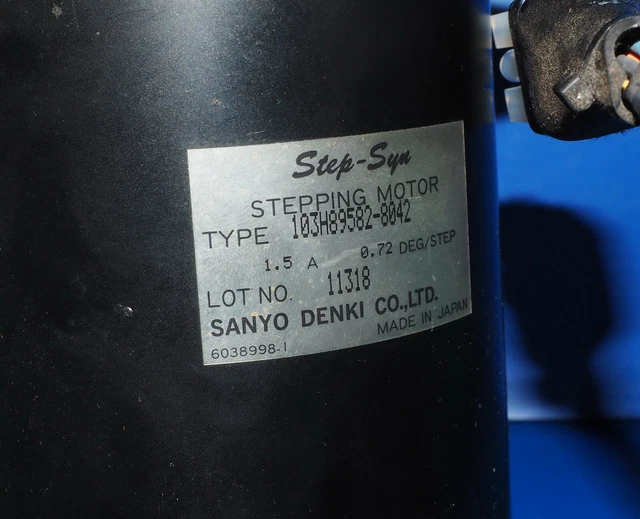 Step-Syn
STEPPING MOTOR
TYPE 103H89582-8042
1.5 A 0.72 DEG/STEP
LOT NO. 11318
SANYO DENKI CO.,LTD.
MADE IN JAPAN
6038998-1